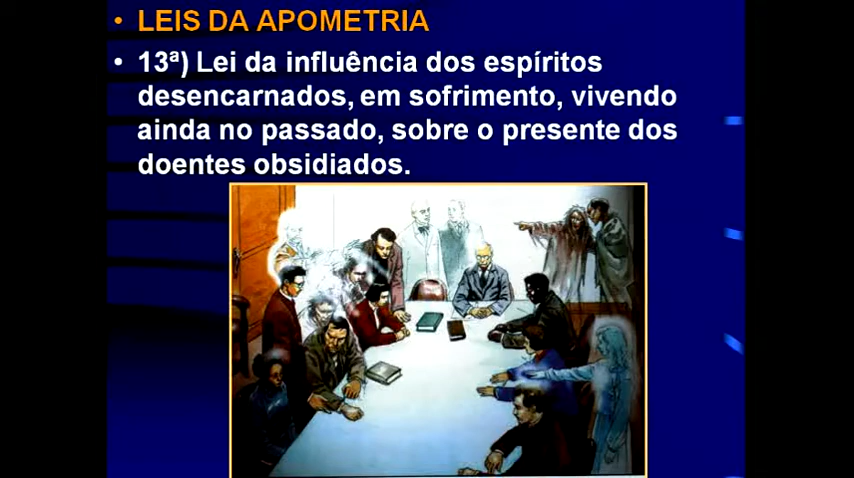 • LEIS DA APOMETRIA
• 13ª) Lei da influência dos espíritos
desencarnados, em sofrimento, vivendo
ainda no passado, sobre o presente dos
doentes obsidiados.